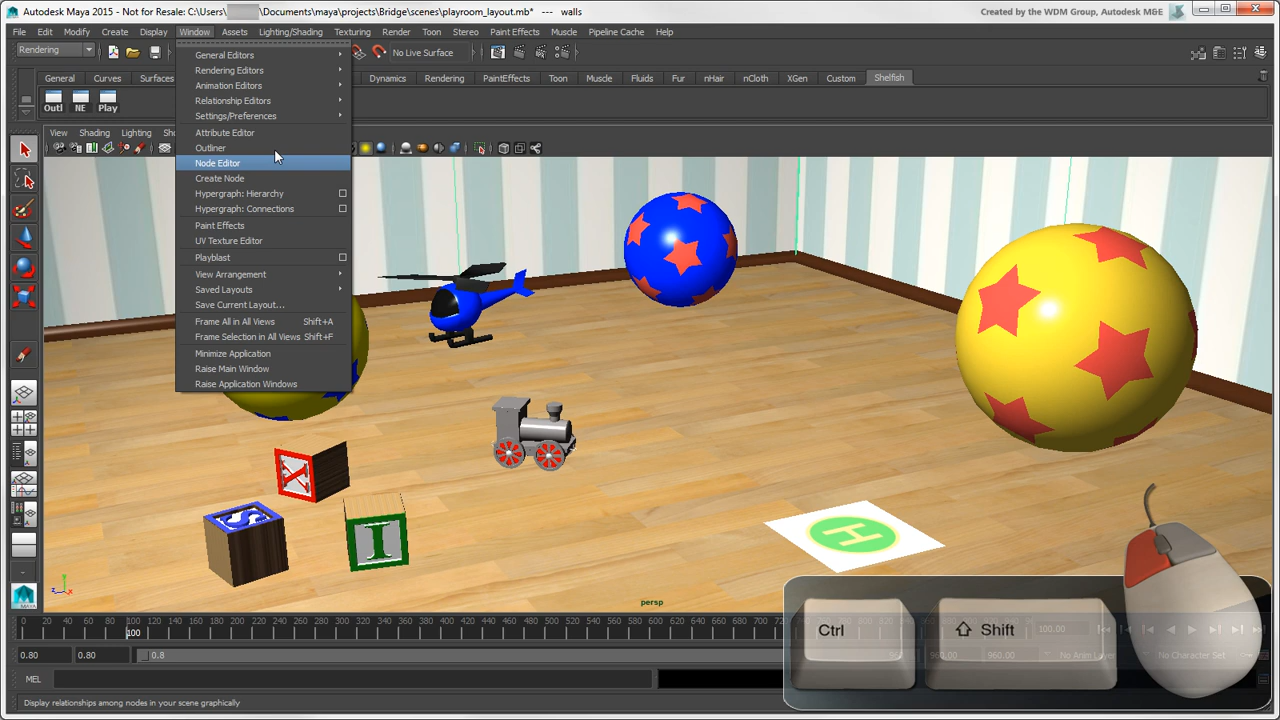 Autodesk Maya 2015 - Not for Resale: C:\Users\ \Documents\maya\projects\Bridge\scenes\playroom_layout.mb* --- walls
Created by the WDM Group, Autodesk M&E
File Edit Modify Create Display Window Assets Lighting/Shading Texturing Render Toon Stereo Paint Effects Muscle Pipeline Cache Help
Rendering
No Live Surface
General Curves Surfaces
Dynamics Rendering PaintEffects Toon Muscle Fluids Fur nHair nCloth XGen Custom Shelfish
Outl NE Play
View Shading Lighting
General Editors
Rendering Editors
Animation Editors
Relationship Editors
Settings/Preferences
Attribute Editor
Outliner
Node Editor
Create Node
Hypergraph: Hierarchy
Hypergraph: Connections
Paint Effects
UV Texture Editor
Playblast
View Arrangement
Saved Layouts
Save Current Layout...
Frame All in All Views Shift+A
Frame Selection in All Views Shift+F
Minimize Application
Raise Main Window
Raise Application Windows
S
I
H
MAYA
y
z x
persp
0 20 40 60 80 100 120 140 160 180 200 220 240 260 280 300 320 340 360 380 400 420 440 460 480 500 520 540 560 580 600 620 640 660 680 700 720 740 760 780
100
100.00
Ctrl
Shift
0.80 0.80 0.8
960.00 No Anim Layer No Character Set
MEL
Display relationships among nodes in your scene graphically